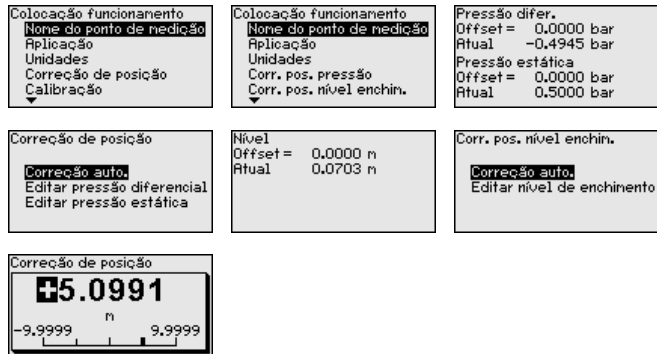 Colocação funcionamento
Nome do ponto de medição
Aplicação
Unidades
Correção de posição
Calibração
Colocação funcionamento
Nome do ponto de medição
Aplicação
Unidades
Corr. pos. pressão
Corr. pos. nível enchim.
Pressão difer.
Offset = 0.0000 bar
Atual -0.4945 bar
Pressão estática
Offset = 0.0000 bar
Atual 0.5000 bar
Correção de posição
Correção auto.
Editar pressão diferencial
Editar pressão estática
Nível
Offset = 0.0000 m
Atual 0.0703 m
Corr. pos. nível enchim.
Correção auto.
Editar nível de enchimento
Correção de posição
+5.0991
m
-9.9999 9.9999